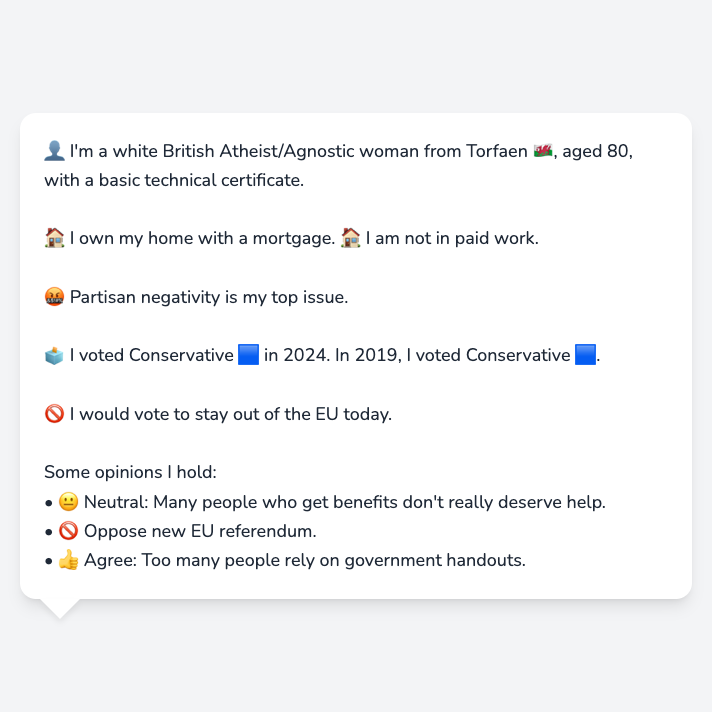 👤 I'm a white British Atheist/Agnostic woman from Torfaen 🏴󠁧󠁢󠁷󠁬󠁳󠁿, aged 80,
with a basic technical certificate.
🏠 I own my home with a mortgage. 🏠 I am not in paid work.
🤬 Partisan negativity is my top issue.
🗳️ I voted Conservative 🟦 in 2024. In 2019, I voted Conservative 🟦.
🚫 I would vote to stay out of the EU today.
Some opinions I hold:
• 😐 Neutral: Many people who get benefits don't really deserve help.
• 🚫 Oppose new EU referendum.
• 👍 Agree: Too many people rely on government handouts.